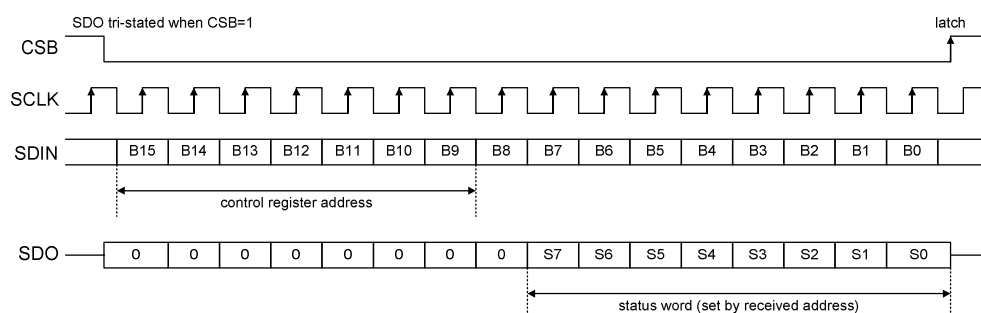 SDO tri-stated when CSB=1 latch
CSB
SCLK
SDIN B15 B14 B13 B12 B11 B10 B9 B8 B7 B6 B5 B4 B3 B2 B1 B0
control register address
SDO 0 0 0 0 0 0 0 0 S7 S6 S5 S4 S3 S2 S1 S0
status word (set by received address)